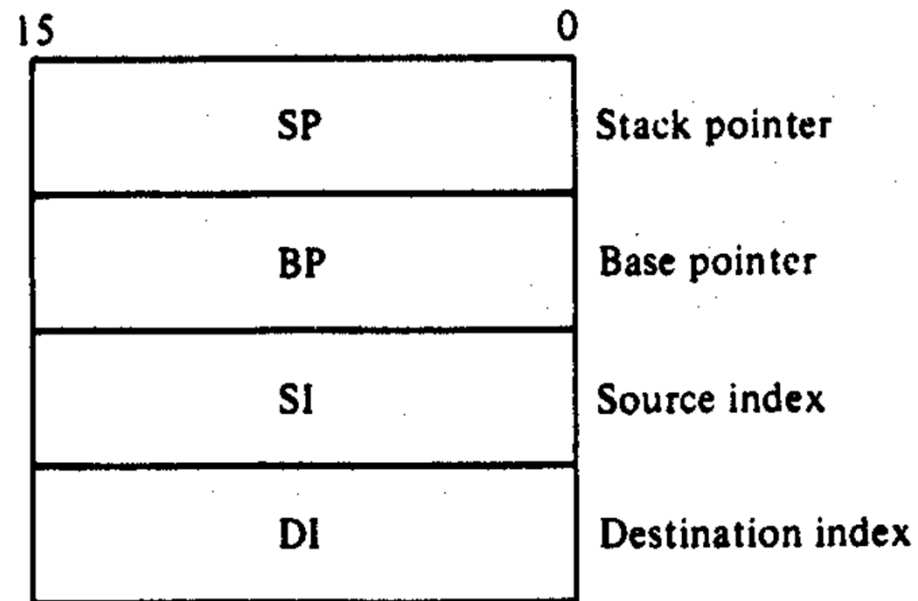 15 0
SP Stack pointer
BP Base pointer
SI Source index
DI Destination index